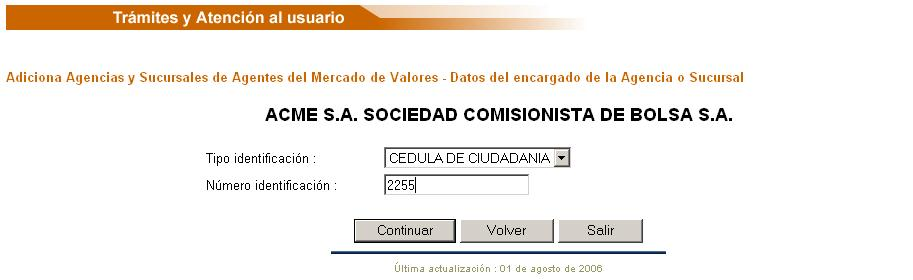 Trámites y Atención al usuario
Adiciona Agencias y Sucursales de Agentes del Mercado de Valores - Datos del encargado de la Agencia o Sucursal
ACME S.A. SOCIEDAD COMISIONISTA DE BOLSA S.A.
Tipo identificación : CEDULA DE CIUDADANIA
Número identificación : 2255
Continuar Volver Salir
Última actualización : 01 de agosto de 2006